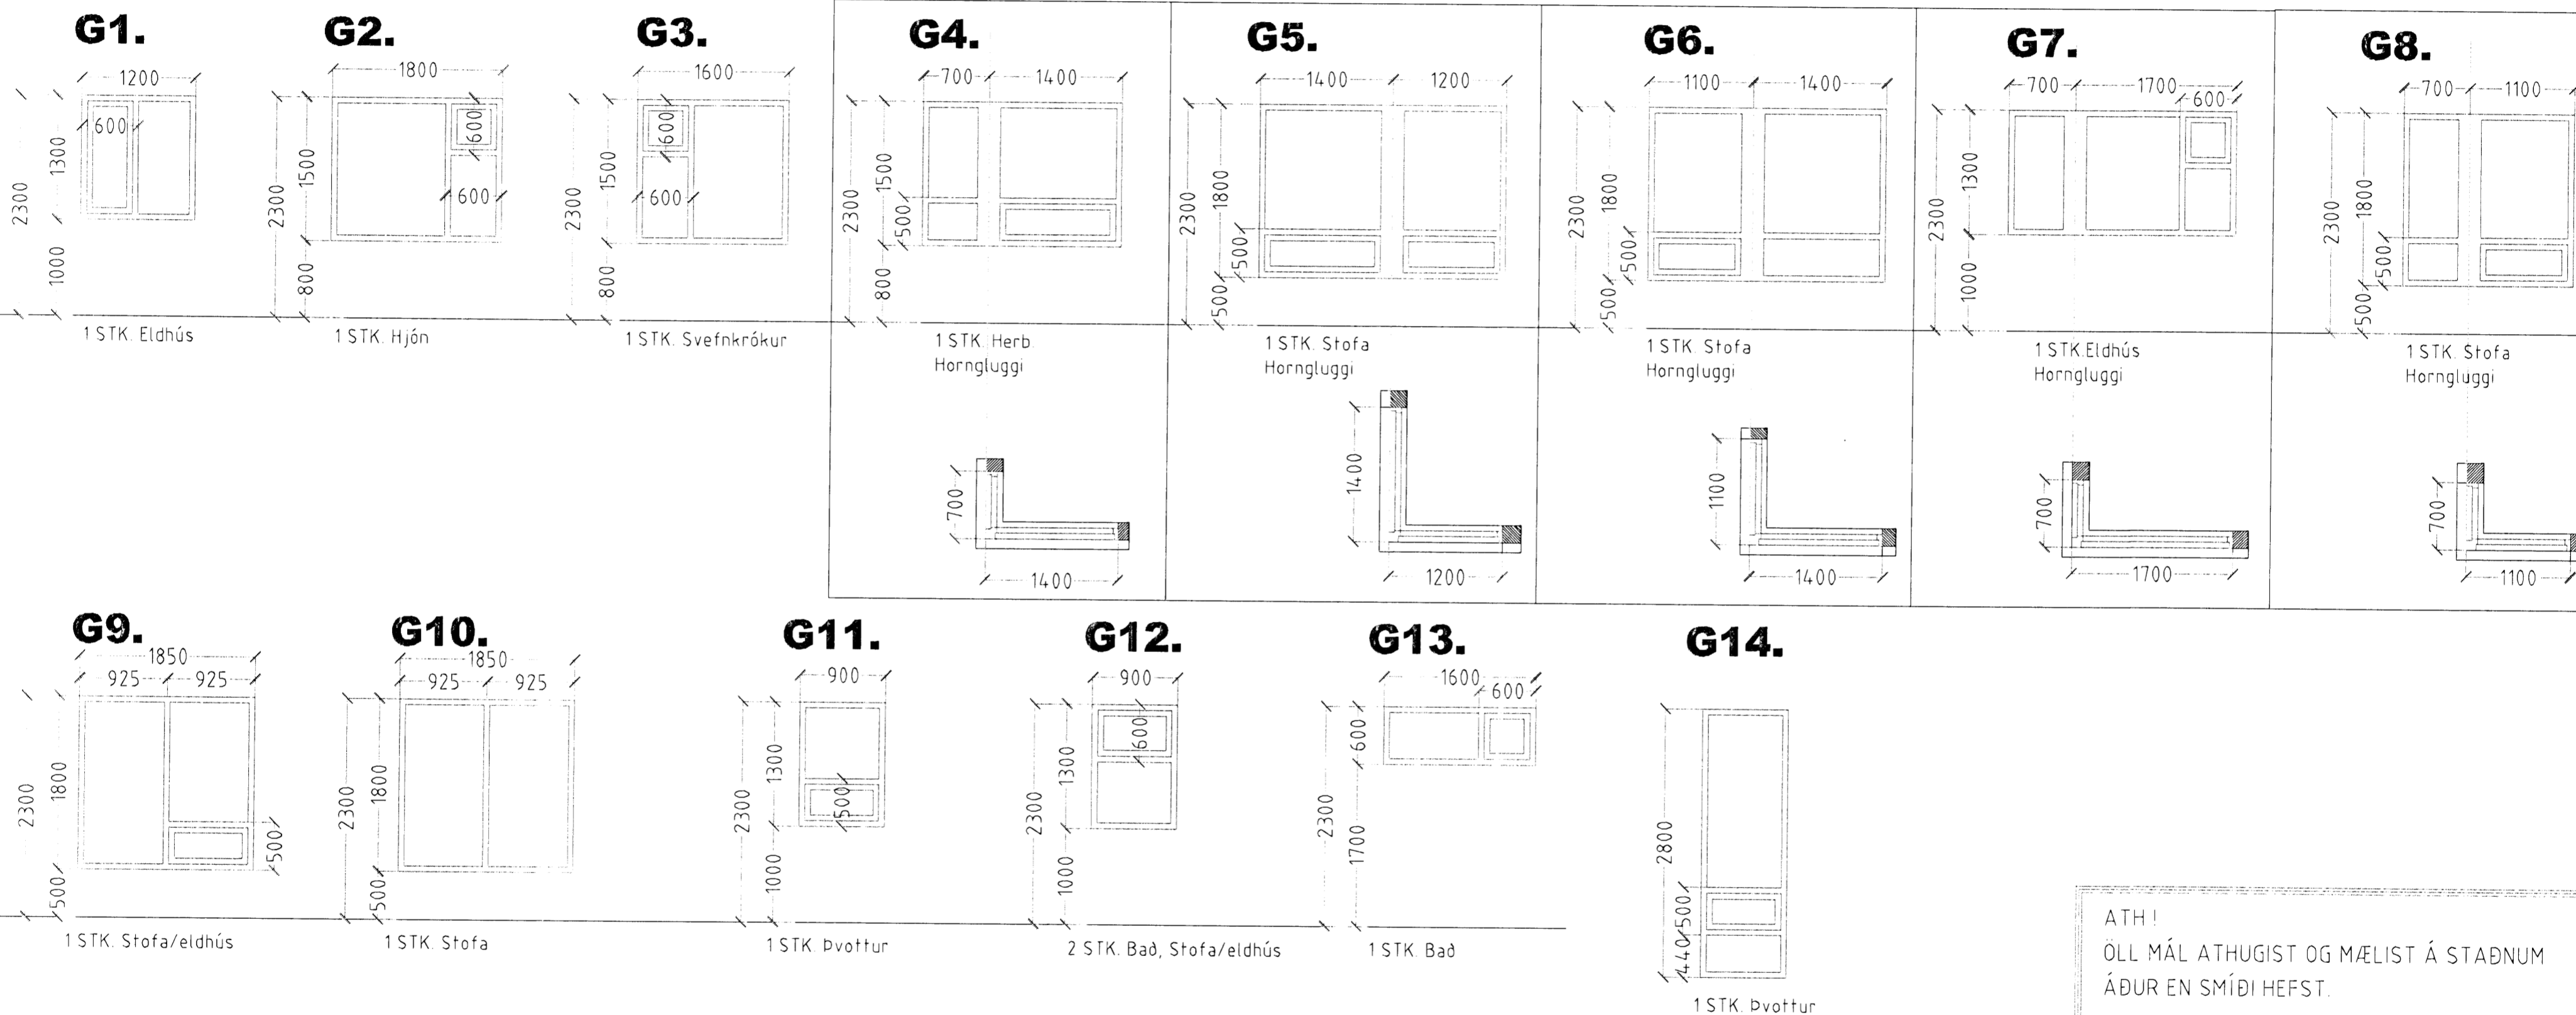 G1.
1200
600
1300
2300
1000
1 STK. Eldhús
G2.
1800
600
1500
2300
600
800
1 STK. Hjón
G3.
1600
600
1500
2300
600
800
1 STK. Svefnkrókur
G4.
700 1400
1500
2300
500
800
1 STK. Herb.
Horngluggi
700
1400
G5.
1400 1200
1800
2300
500
500
1 STK. Stofa
Horngluggi
1400
1200
G6.
1100 1400
1800
2300
500
500
1 STK. Stofa
Horngluggi
1100
1400
G7.
700 1700
600
1300
2300
1000
1 STK.Eldhús
Horngluggi
700
1700
G8.
700 1100
1800
2300
500
500
1 STK. Stofa
Horngluggi
700
1100
G9.
1850
925 925
1800
2300
500
500
1 STK. Stofa/eldhús
G10.
1850
925 925
1800
2300
500
1 STK. Stofa
G11.
900
1300
2300
500
1000
1 STK. Þvottur
G12.
900
600
1300
2300
1000
2 STK. Bað, Stofa/eldhús
G13.
1600
600
600
2300
1700
1 STK. Bað
G14.
2800
500
440
1 STK. Þvottur
ATH!
ÖLL MÁL ATHUGIST OG MÆLIST Á STAÐNUM
ÁÐUR EN SMÍÐI HEFST.